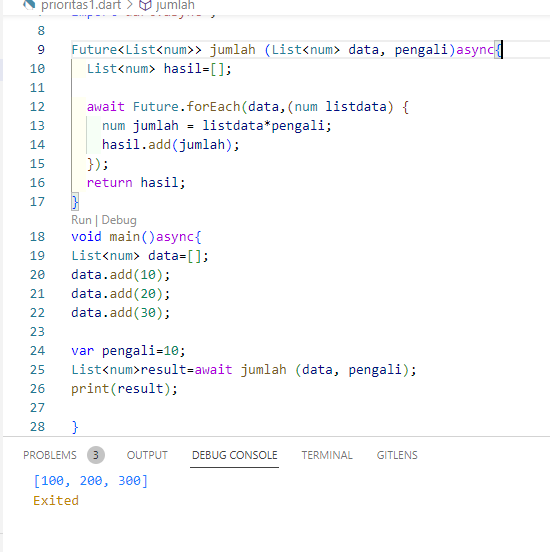 prioritas1.dart > jumlah
8
9 Future<List<num>> jumlah (List<num> data, pengali)async{
10 List<num> hasil=[];
11
12 await Future.forEach(data,(num listdata) {
13 num jumlah = listdata*pengali;
14 hasil.add(jumlah);
15 });
16 return hasil;
17 }
Run | Debug
18 void main()async{
19 List<num> data=[];
20 data.add(10);
21 data.add(20);
22 data.add(30);
23
24 var pengali=10;
25 List<num>result=await jumlah (data, pengali);
26 print(result);
27
28 }
PROBLEMS 3 OUTPUT DEBUG CONSOLE TERMINAL GITLENS
[100, 200, 300]
Exited